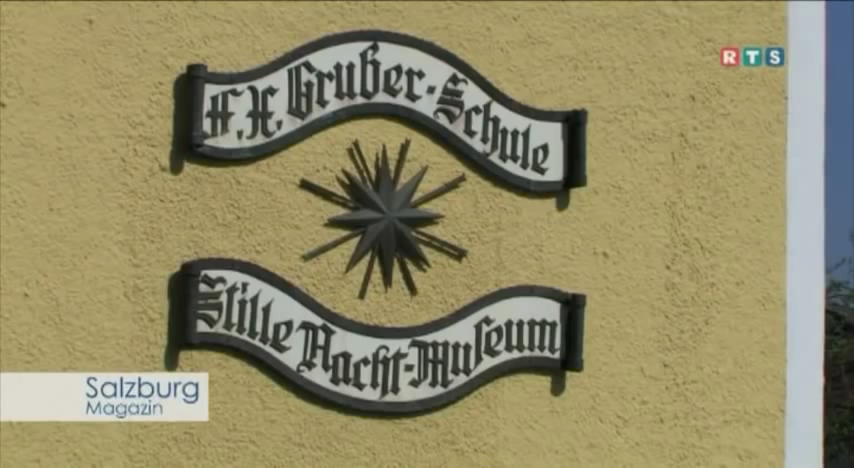 RTS
F.X. Gruber-Schule
Stille Nacht-Museum
Salzburg
Magazin